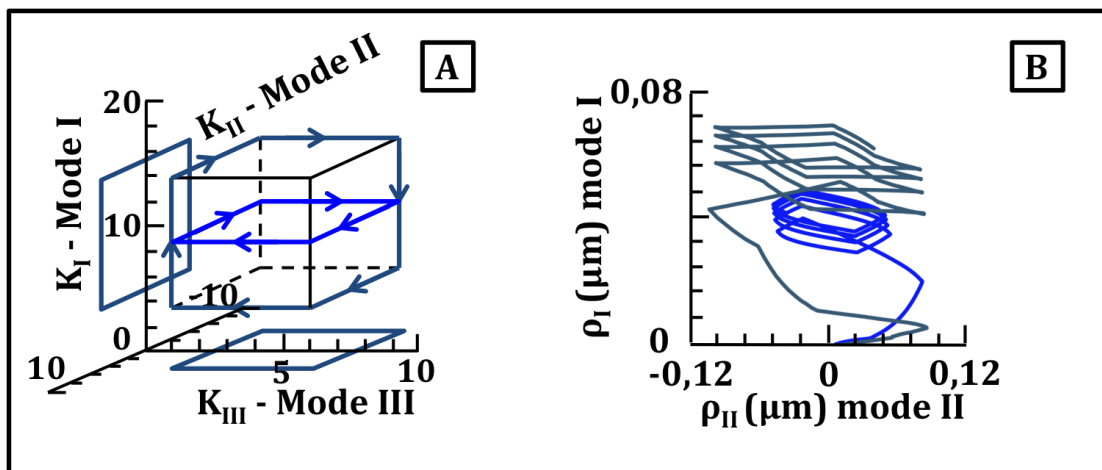 A
20
10
0
K_I - Mode I
K_II - Mode II
-10
10
5
10
K_III - Mode III
B
0,08
0
ρ_I (μm) mode I
-0,12
0
0,12
ρ_II (μm) mode II